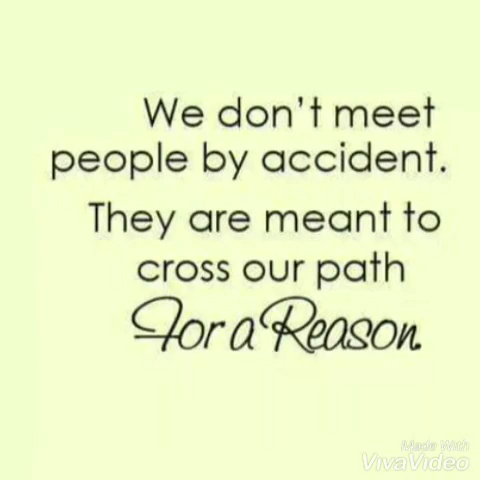 We don't meet
people by accident.
They are meant to
cross our path
For a Reason.
Made With
VivaVideo